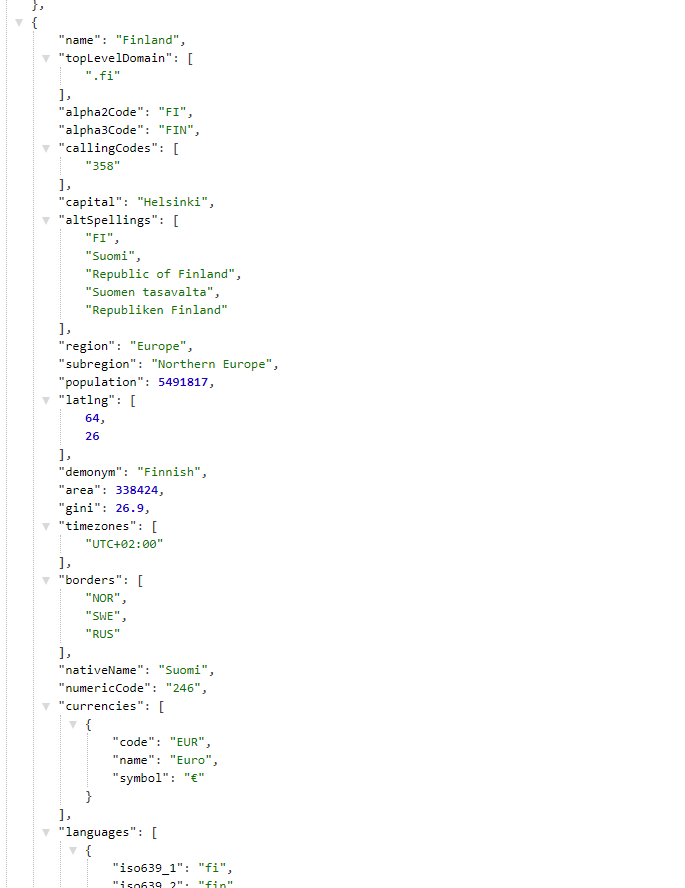 },
{
"name": "Finland",
"topLevelDomain": [
".fi"
],
"alpha2Code": "FI",
"alpha3Code": "FIN",
"callingCodes": [
"358"
],
"capital": "Helsinki",
"altSpellings": [
"FI",
"Suomi",
"Republic of Finland",
"Suomen tasavalta",
"Republiken Finland"
],
"region": "Europe",
"subregion": "Northern Europe",
"population": 5491817,
"latlng": [
64,
26
],
"demonym": "Finnish",
"area": 338424,
"gini": 26.9,
"timezones": [
"UTC+02:00"
],
"borders": [
"NOR",
"SWE",
"RUS"
],
"nativeName": "Suomi",
"numericCode": "246",
"currencies": [
{
"code": "EUR",
"name": "Euro",
"symbol": "€"
}
],
"languages": [
{
"iso639_1": "fi",
"iso639_2": "fin"